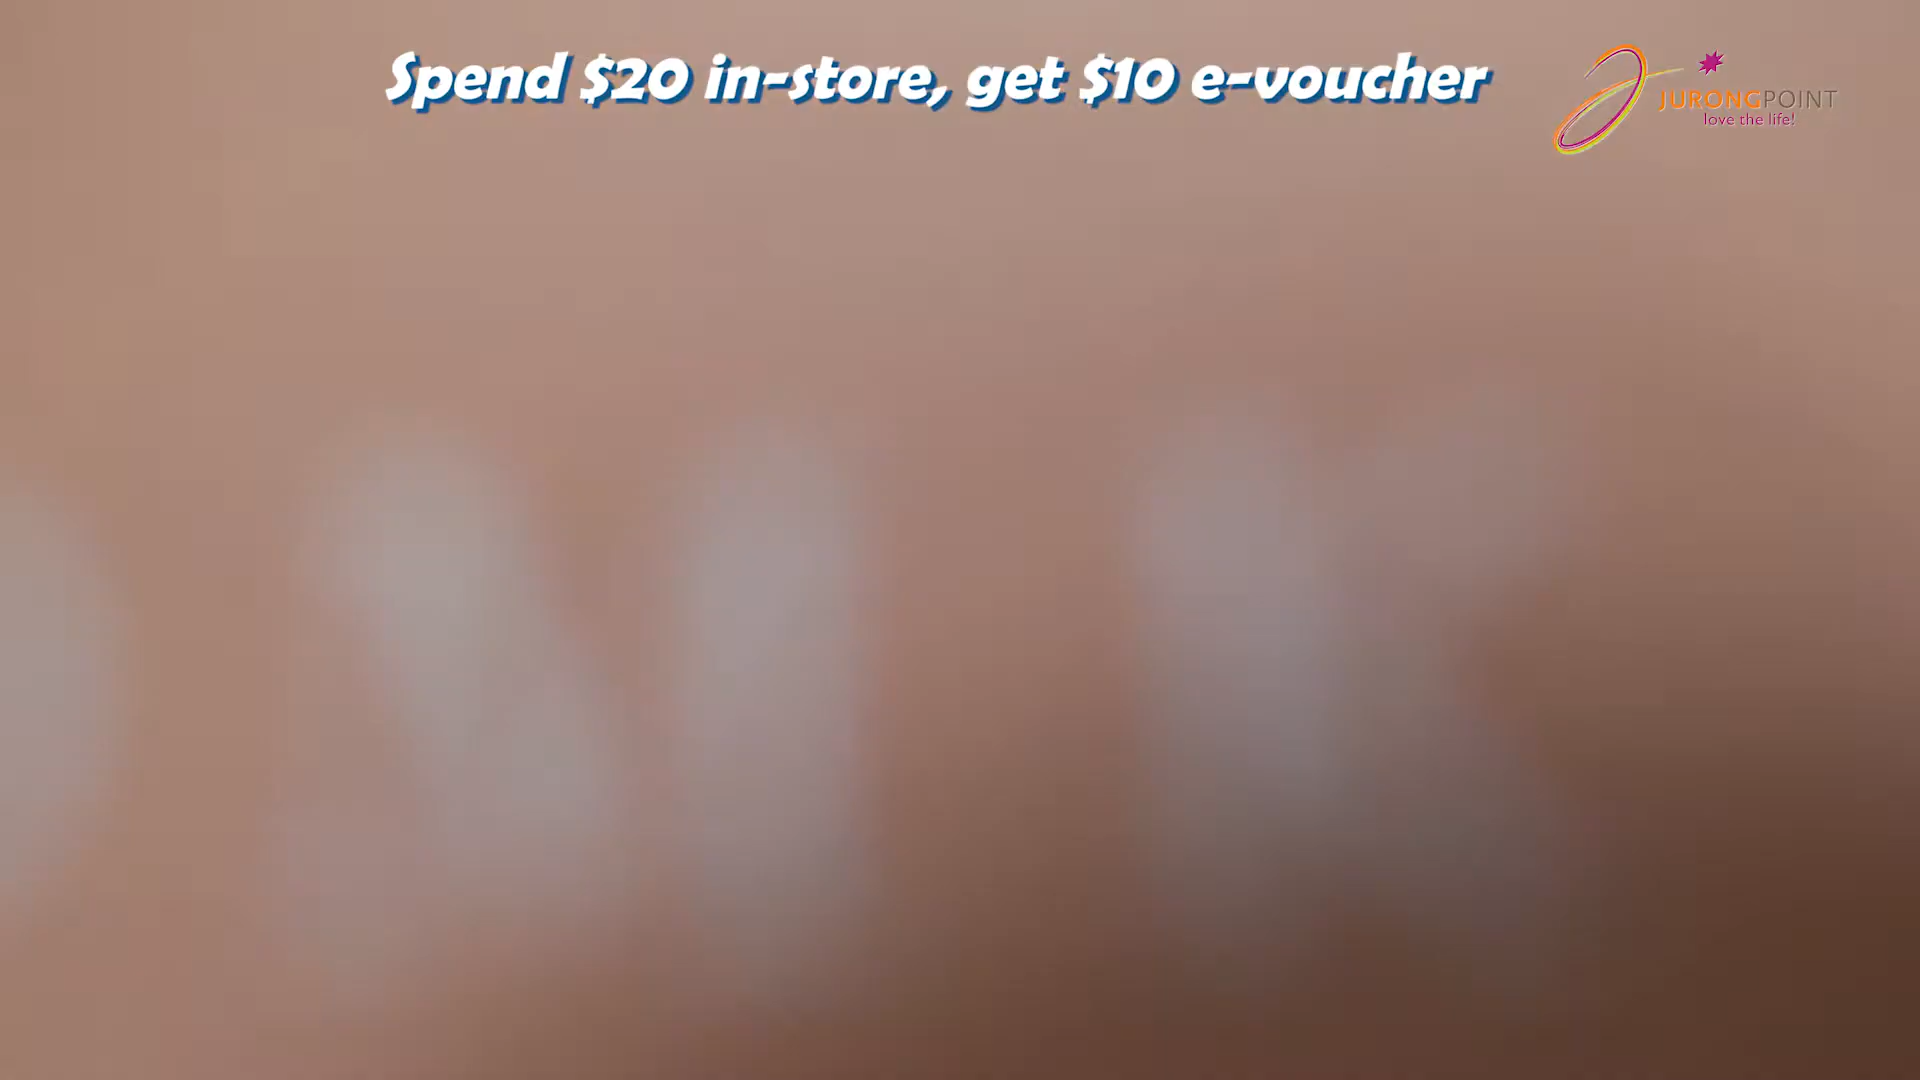 Spend $20 in-store, get $10 e-voucher
JURONGPOINT
love the life!